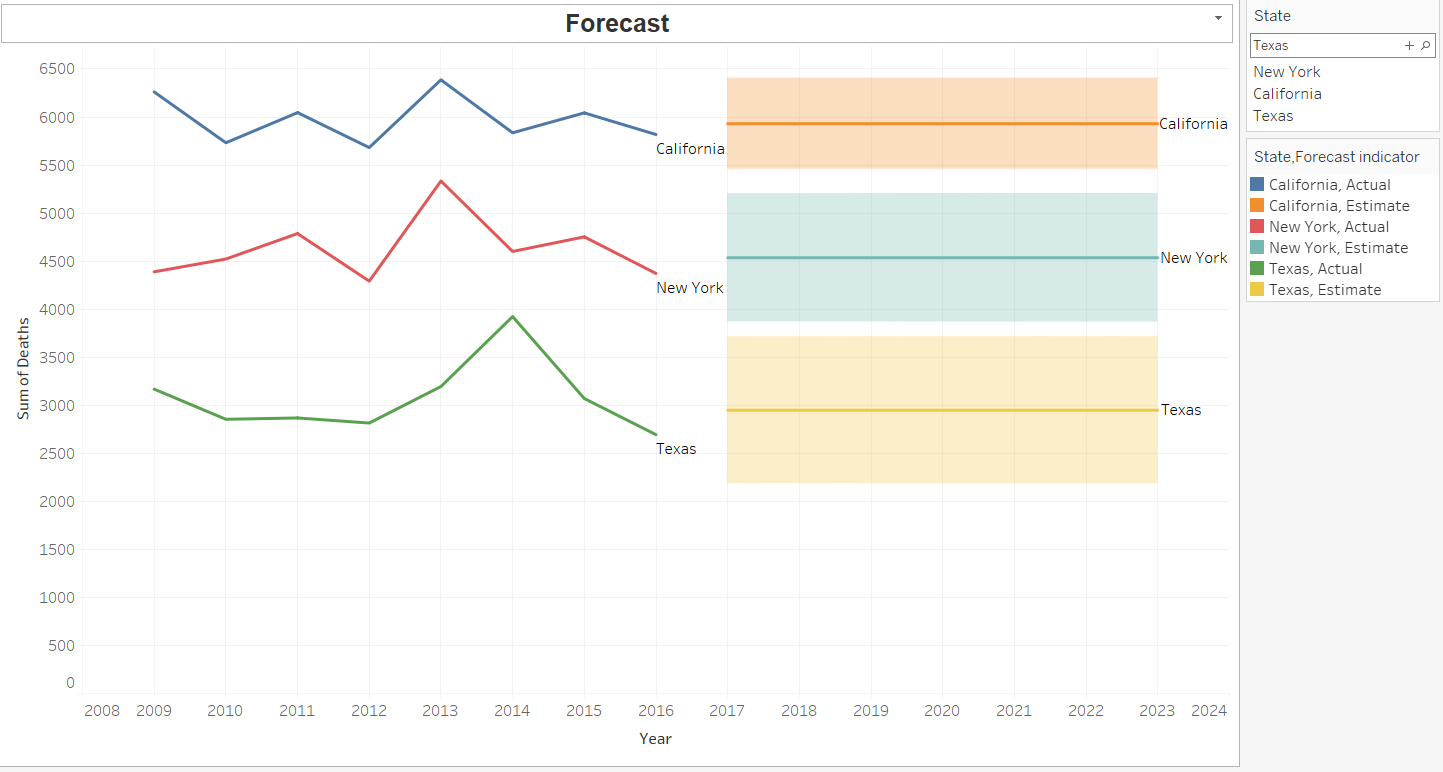 Forecast
6500
6000
5500
5000
4500
4000
3500
3000
2500
2000
1500
1000
500
0
Sum of Deaths
California
New York
Texas
California
New York
Texas
2008 2009 2010 2011 2012 2013 2014 2015 2016 2017 2018 2019 2020 2021 2022 2023 2024
Year
State
Texas
New York
California
Texas
State,Forecast indicator
California, Actual
California, Estimate
New York, Actual
New York, Estimate
Texas, Actual
Texas, Estimate